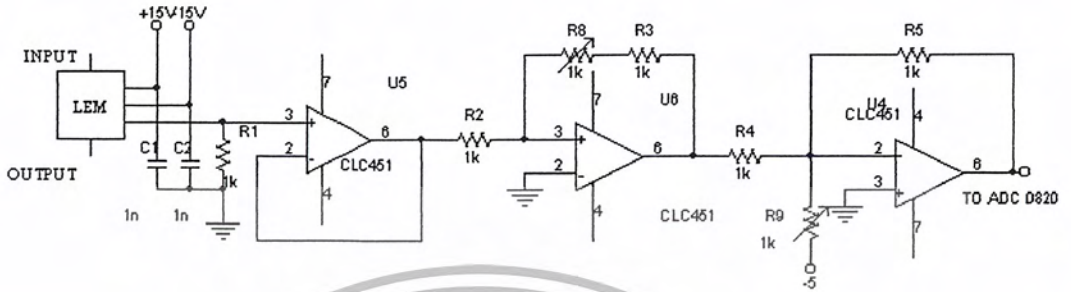 +15V -15V
INPUT
LEM
OUTPUT
C1
C2
R1
1k
1n
1n
3
2
7
6
4
U5
CLC451
R2
1k
R8
1k
R3
1k
7
3
2
6
4
U6
CLC451
R4
1k
R9
1k
-5
R5
1k
U4
CLC451
4
2
3
6
7
TO ADC 0820